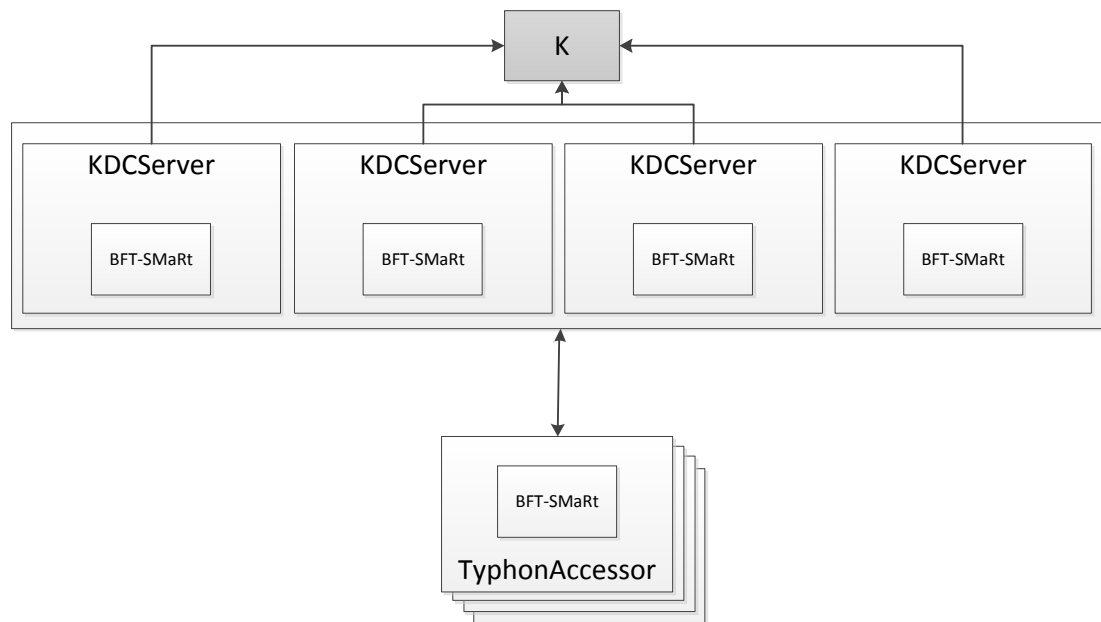 K
KDCServer
KDCServer
KDCServer
KDCServer
BFT-SMaRt
BFT-SMaRt
BFT-SMaRt
BFT-SMaRt
BFT-SMaRt
TyphonAccessor